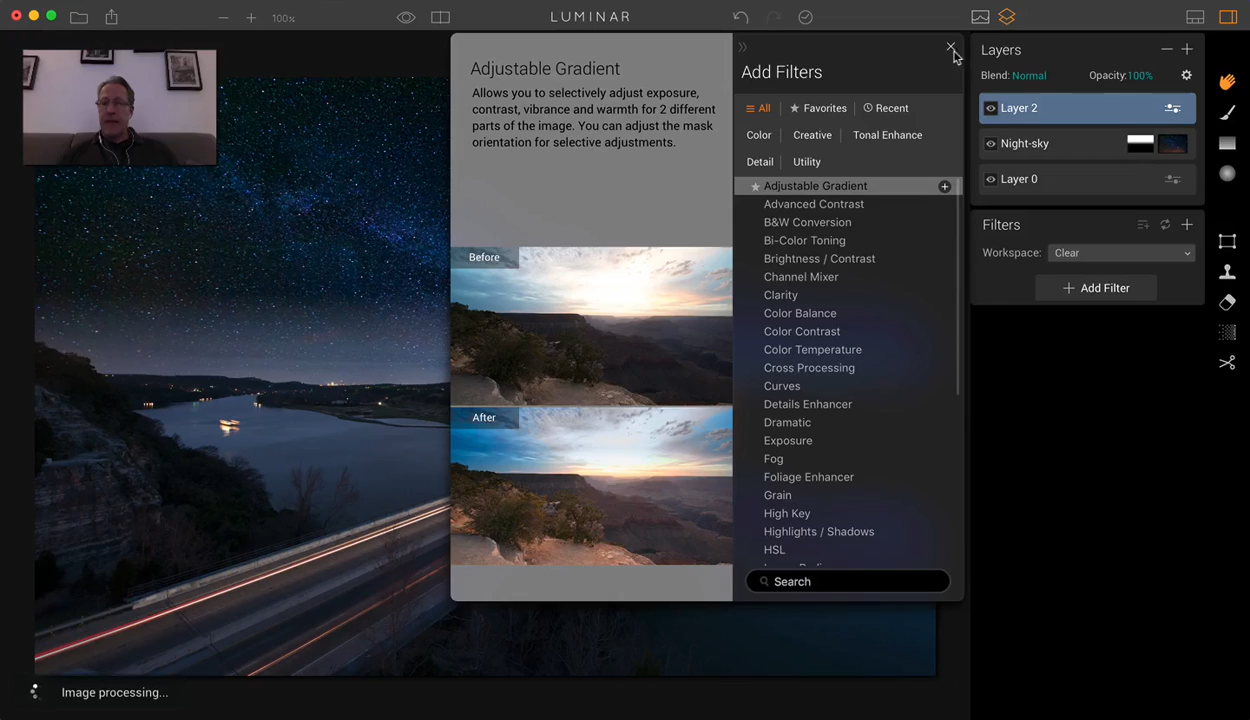 100%
LUMINAR
Adjustable Gradient
Allows you to selectively adjust exposure,
contrast, vibrance and warmth for 2 different
parts of the image. You can adjust the mask
orientation for selective adjustments.
Before
After
Add Filters
All Favorites Recent
Color Creative Tonal Enhance
Detail Utility
Adjustable Gradient
Advanced Contrast
B&W Conversion
Bi-Color Toning
Brightness / Contrast
Channel Mixer
Clarity
Color Balance
Color Contrast
Color Temperature
Cross Processing
Curves
Details Enhancer
Dramatic
Exposure
Fog
Foliage Enhancer
Grain
High Key
Highlights / Shadows
HSL
Search
Layers
Blend: Normal Opacity:100%
Layer 2
Night-sky
Layer 0
Filters
Workspace: Clear
Add Filter
Image processing...